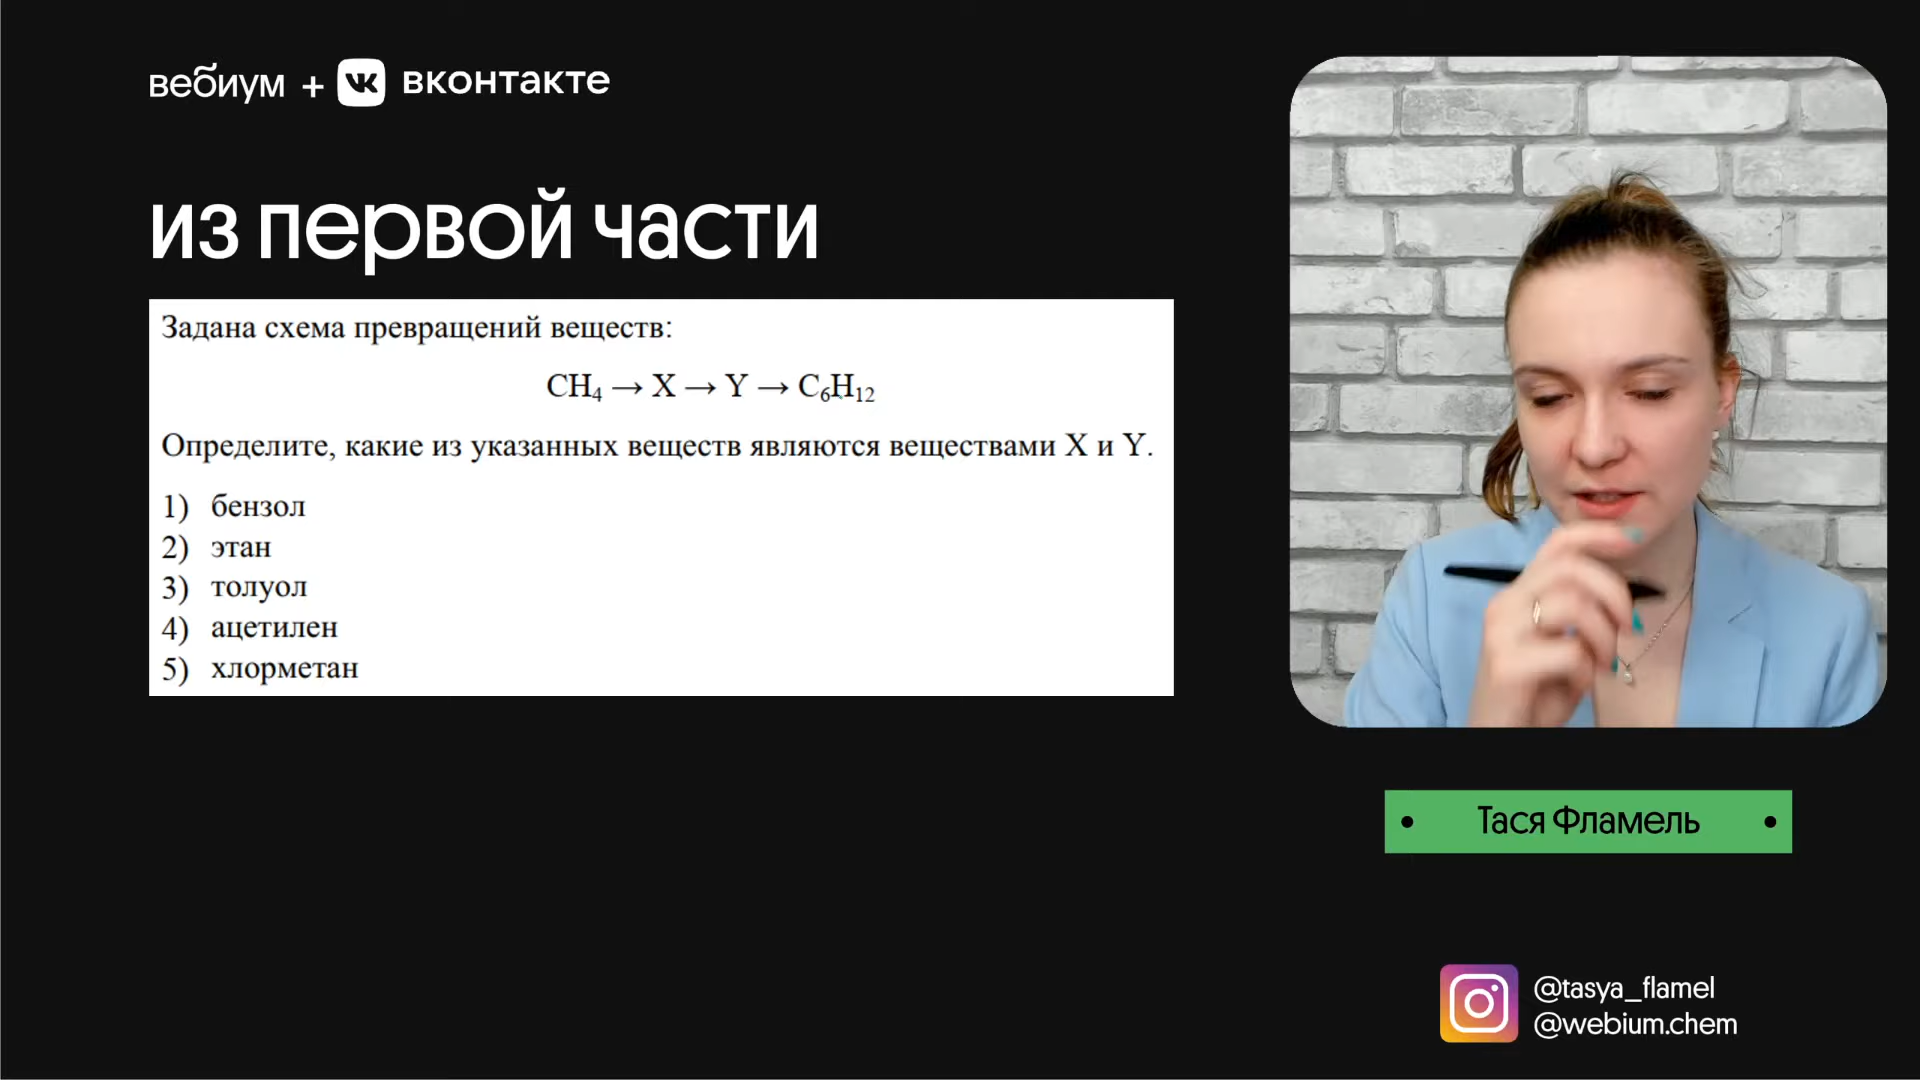 вебиум + вконтакте
из первой части
Задана схема превращений веществ:
CH₄ → X → Y → C₆H₁₂
Определите, какие из указанных веществ являются веществами X и Y.
1) бензол
2) этан
3) толуол
4) ацетилен
5) хлорметан
• Тася Фламель •
@tasya_flamel
@webium.chem